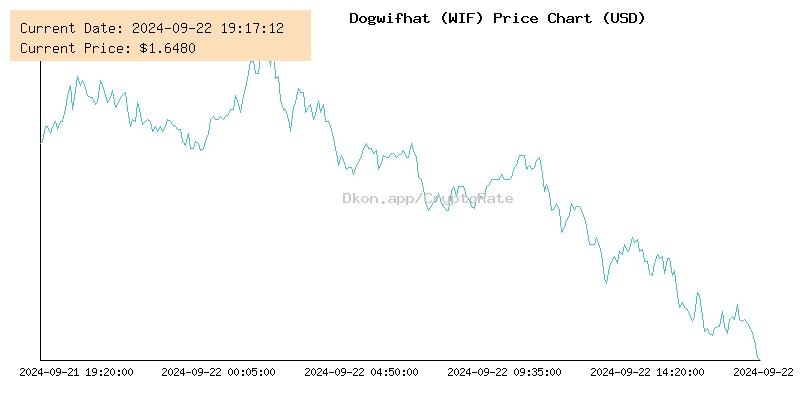 Dogwifhat (WIF) Price Chart (USD)
Current Date: 2024-09-22 19:17:12
Current Price: $1.6480
Dkon.app/CryptoRate
2024-09-21 19:20:00 2024-09-22 00:05:00 2024-09-22 04:50:00 2024-09-22 09:35:00 2024-09-22 14:20:00 2024-09-22